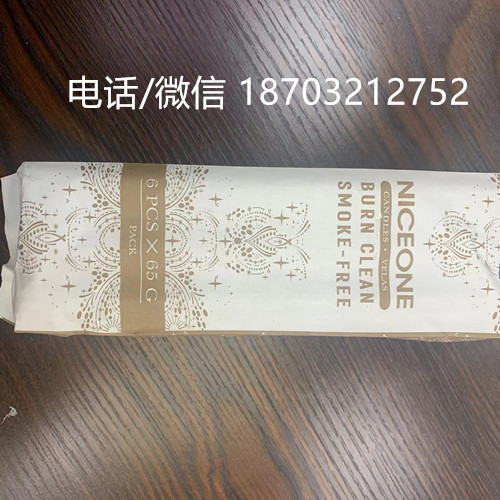 电话/微信 18703212752
NICEONE
CANDLES • VELAS
BURN CLEAN
SMOKE-FREE
6 PCS × 65 G
PACK